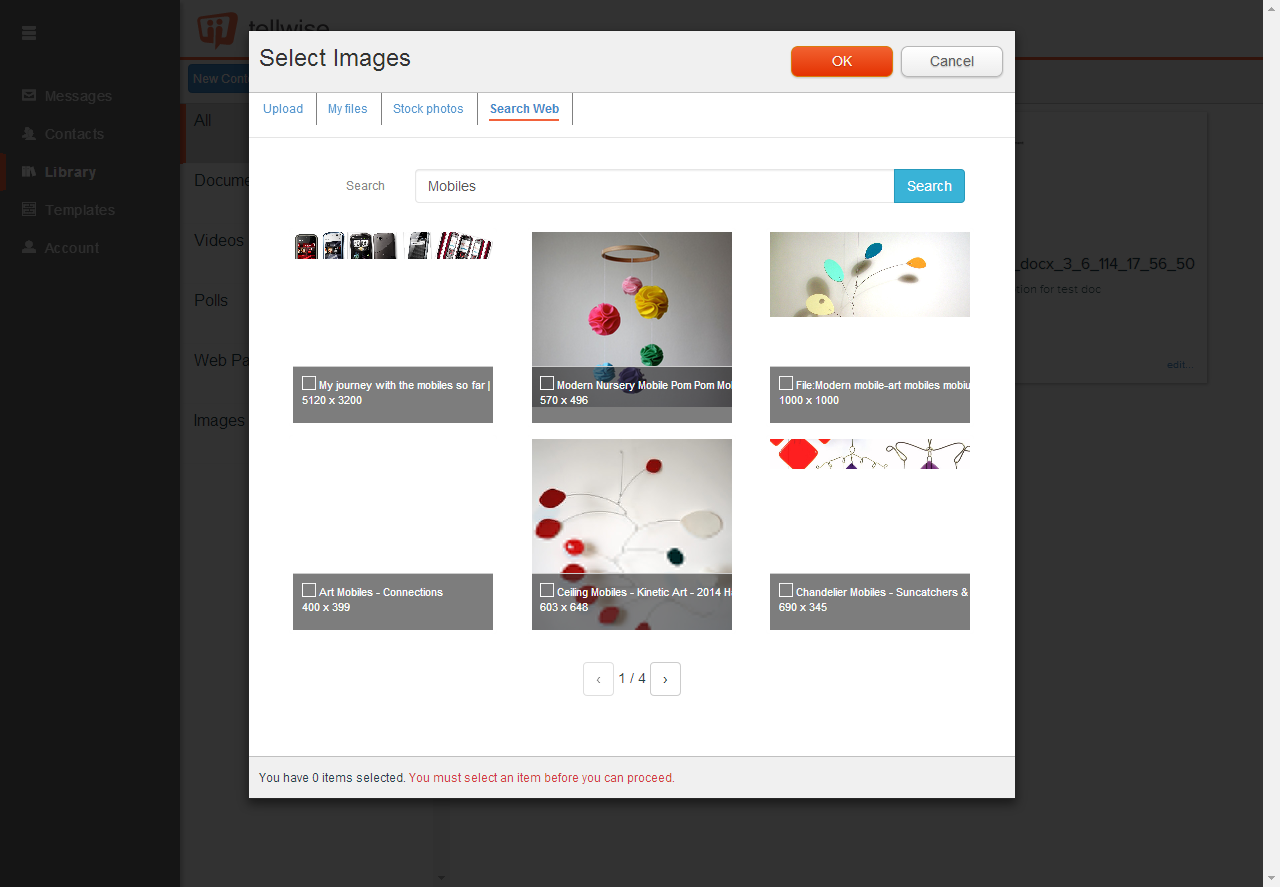 tellwise
Select Images
OK
Cancel
New Cont
Upload
My files
Stock photos
Search Web
Messages
Contacts
Library
Templates
Account
All
Docume
Videos
Polls
Web Pa
Images
Search
Mobiles
Search
_docx_3_6_114_17_56_50
tion for test doc
edit...
My journey with the mobiles so far |
5120 x 3200
Modern Nursery Mobile Pom Pom Mo
570 x 496
File:Modern mobile-art mobiles mobiu
1000 x 1000
Art Mobiles - Connections
400 x 399
Ceiling Mobiles - Kinetic Art - 2014 H
603 x 648
Chandelier Mobiles - Suncatchers &
690 x 345
‹ 1 / 4 ›
You have 0 items selected. You must select an item before you can proceed.